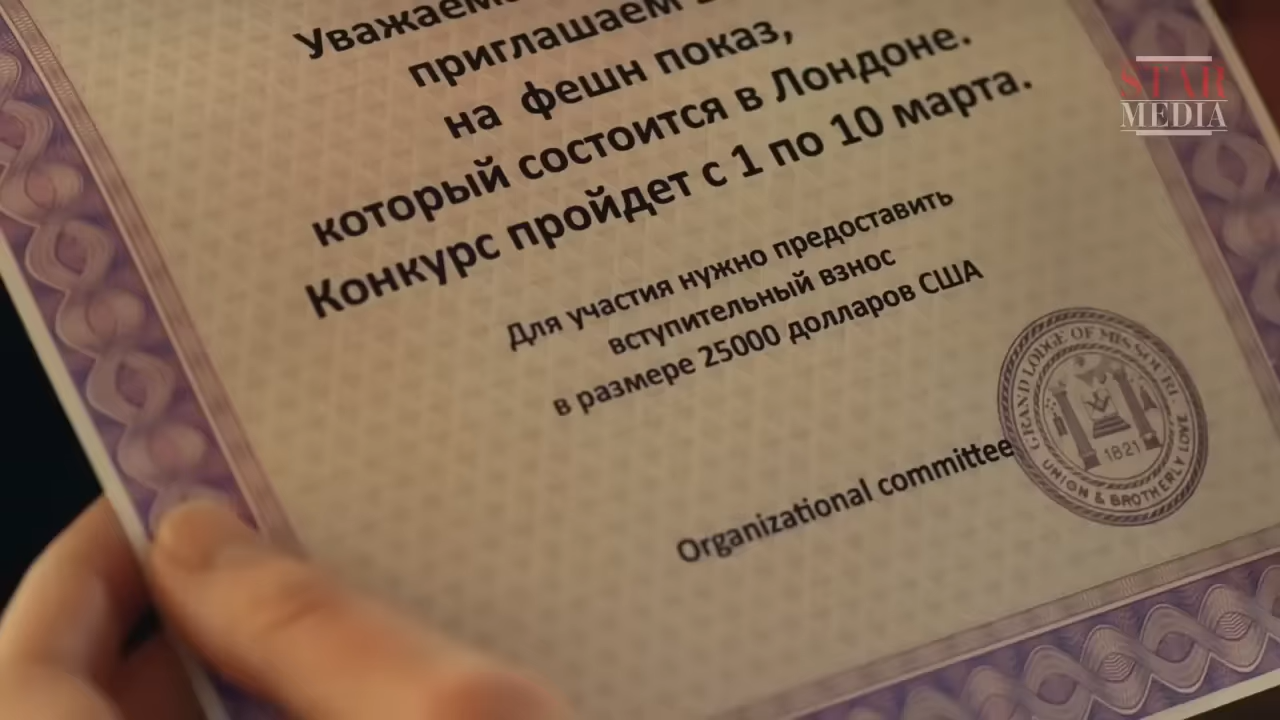 приглашаем
на фешн показ,
который состоится в Лондоне.
Конкурс пройдет с 1 по 10 марта.
Для участия нужно предоставить
вступительный взнос
в размере 25000 долларов США
Organizational committee
GRAND LODGE OF MISSOURI
1821
UNION & BROTHERLY LOVE
STAR
MEDIA